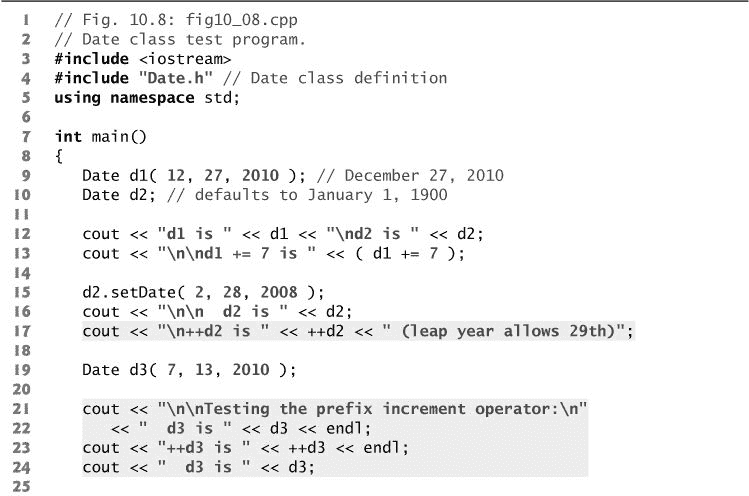 1 // Fig. 10.8: fig10_08.cpp
2 // Date class test program.
3 #include <iostream>
4 #include "Date.h" // Date class definition
5 using namespace std;
6
7 int main()
8 {
9    Date d1( 12, 27, 2010 ); // December 27, 2010
10    Date d2; // defaults to January 1, 1900
11
12    cout << "d1 is " << d1 << "\nd2 is " << d2;
13    cout << "\n\nd1 += 7 is " << ( d1 += 7 );
14
15    d2.setDate( 2, 28, 2008 );
16    cout << "\n\n  d2 is " << d2;
17    cout << "\n++d2 is " << ++d2 << " (leap year allows 29th)";
18
19    Date d3( 7, 13, 2010 );
20
21    cout << "\n\nTesting the prefix increment operator:\n"
22       << "  d3 is " << d3 << endl;
23    cout << "++d3 is " << ++d3 << endl;
24    cout << "  d3 is " << d3;
25